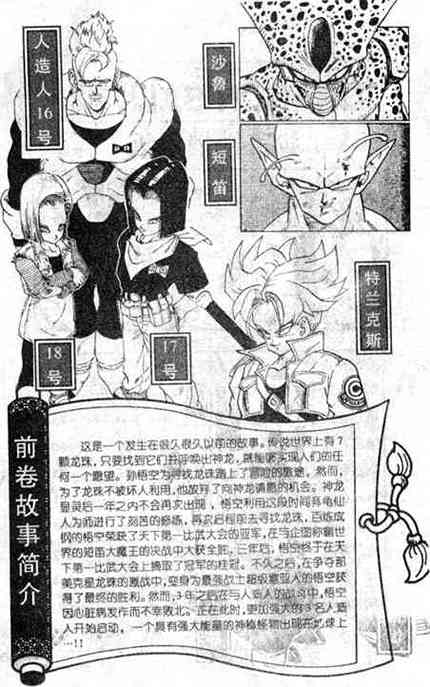 人造人16号
沙鲁
短笛
特兰克斯
18号
17号
前卷故事简介
这是一个发生在很久很久以前的故事。传说世界上有7
颗龙珠，只要找到它们并呼唤出神龙，就能够实现人们的任
何一个愿望。孙悟空为寻找龙珠踏上了冒险的旅途，然而，
为了龙珠不被坏人利用，他放弃了向神龙请愿的机会。神龙
显灵后一年之内不会再次出现，悟空利用这段时间拜龟仙
人为师进行了刻苦的修练，再次启程前去寻找龙珠，百炼成
钢的悟空荣获了天下第一比武大会的亚军，在与企图称霸世
界的短笛大魔王的决战中大获全胜，三年后，悟空终于在天
下第一比武大会上摘取了冠军的桂冠。不久之后，在争夺那
美克星龙珠的激战中，变身为最强战士超级塞亚人的悟空获
得了最终的胜利。然而，3年之后在与人造人的战斗中，悟空
因心脏病发作而不幸败北。正在此时，更加强大的3名人造
人开始启动，一个具有强大能量的神秘怪物出现在地球上
…11